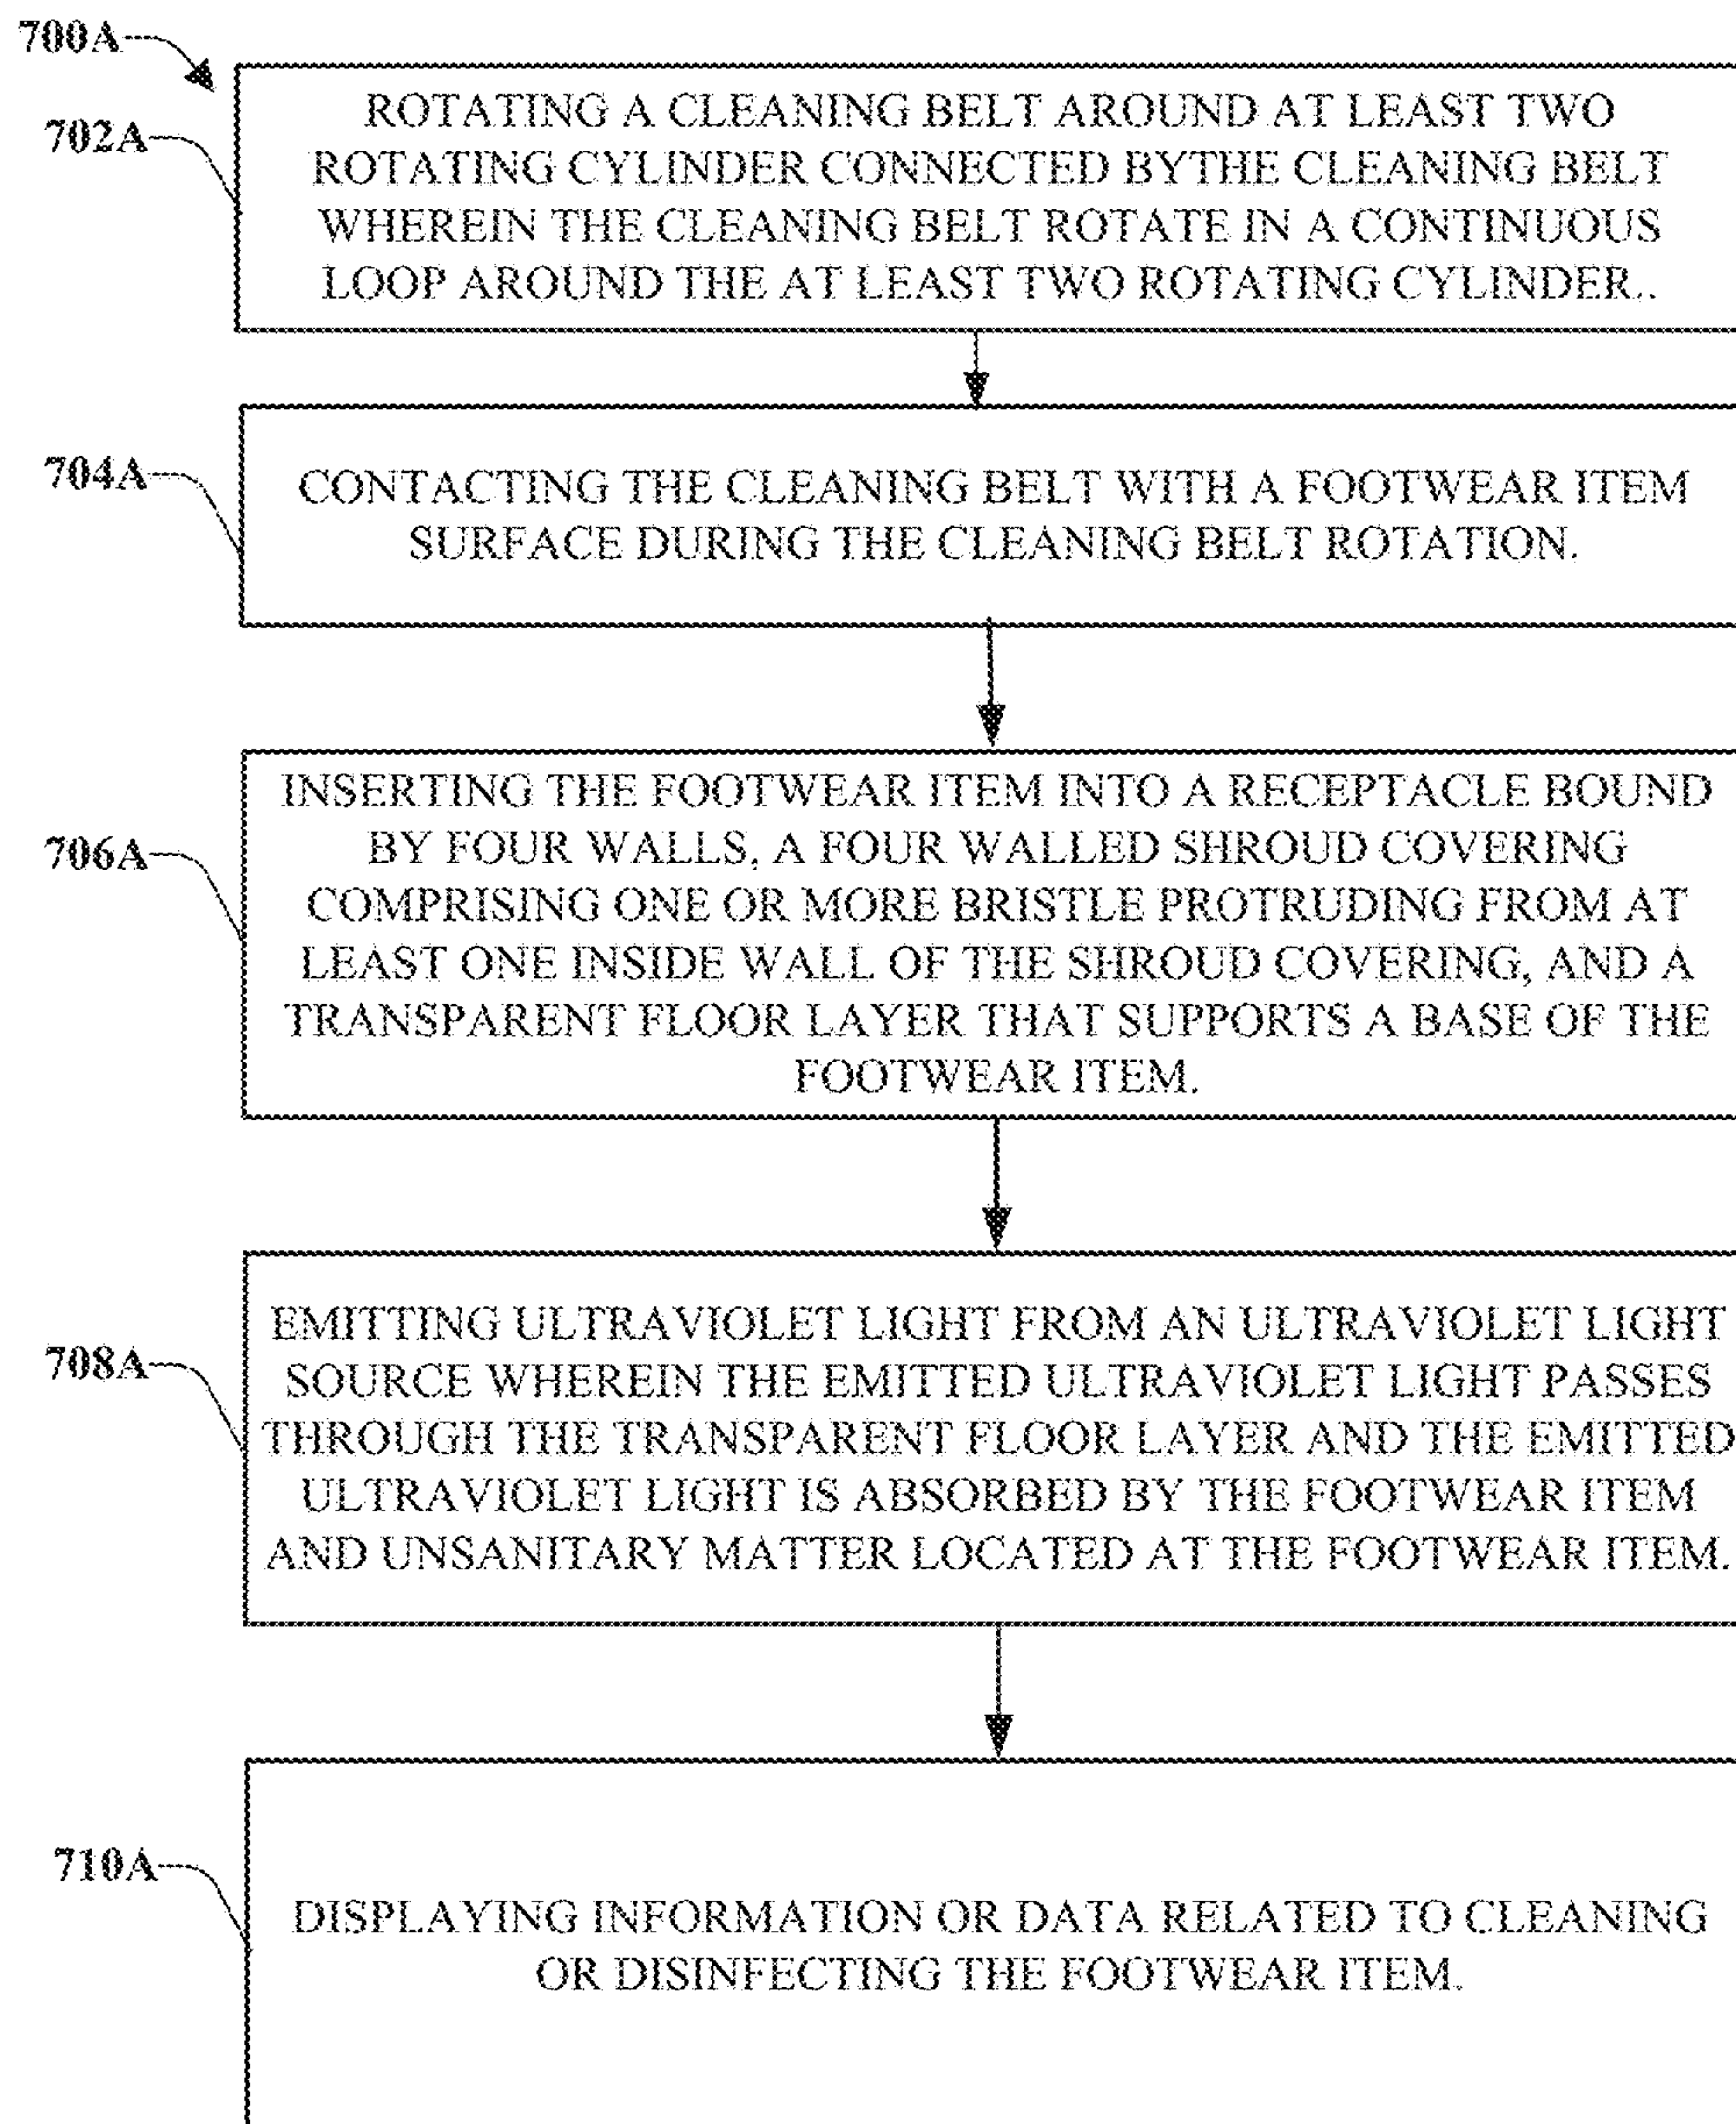 700A
702A
ROTATING A CLEANING BELT AROUND AT LEAST TWO
ROTATING CYLINDER CONNECTED BYTHE CLEANING BELT
WHEREIN THE CLEANING BELT ROTATE IN A CONTINUOUS
LOOP AROUND THE AT LEAST TWO ROTATING CYLINDER..
704A
CONTACTING THE CLEANING BELT WITH A FOOTWEAR ITEM
SURFACE DURING THE CLEANING BELT ROTATION.
706A
INSERTING THE FOOTWEAR ITEM INTO A RECEPTACLE BOUND
BY FOUR WALLS, A FOUR WALLED SHROUD COVERING
COMPRISING ONE OR MORE BRISTLE PROTRUDING FROM AT
LEAST ONE INSIDE WALL OF THE SHROUD COVERING, AND A
TRANSPARENT FLOOR LAYER THAT SUPPORTS A BASE OF THE
FOOTWEAR ITEM.
708A
EMITTING ULTRAVIOLET LIGHT FROM AN ULTRAVIOLET LIGHT
SOURCE WHEREIN THE EMITTED ULTRAVIOLET LIGHT PASSES
THROUGH THE TRANSPARENT FLOOR LAYER AND THE EMITTED
ULTRAVIOLET LIGHT IS ABSORBED BY THE FOOTWEAR ITEM
AND UNSANITARY MATTER LOCATED AT THE FOOTWEAR ITEM.
710A
DISPLAYING INFORMATION OR DATA RELATED TO CLEANING
OR DISINFECTING THE FOOTWEAR ITEM.